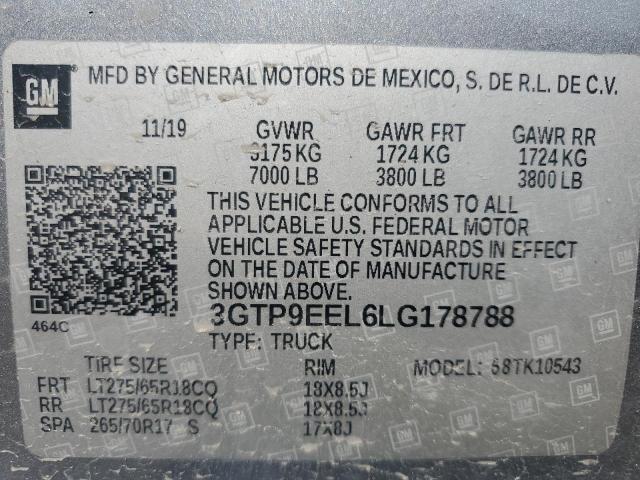 GM MFD BY GENERAL MOTORS DE MEXICO, S. DE R.L. DE C.V.
11/19 GVWR GAWR FRT GAWR RR
3175 KG 1724 KG 1724 KG
7000 LB 3800 LB 3800 LB
THIS VEHICLE CONFORMS TO ALL
APPLICABLE U.S. FEDERAL MOTOR
VEHICLE SAFETY STANDARDS IN EFFECT
ON THE DATE OF MANUFACTURE
SHOWN ABOVE.
464C 3GTP9EEL6LG178788
TYPE: TRUCK
TIRE SIZE RIM MODEL: S8TK10543
FRT LT275/65R18CQ 18X8.5J
RR LT275/65R18CQ 18X8.5J
SPA 265/70R17 S 17X8J